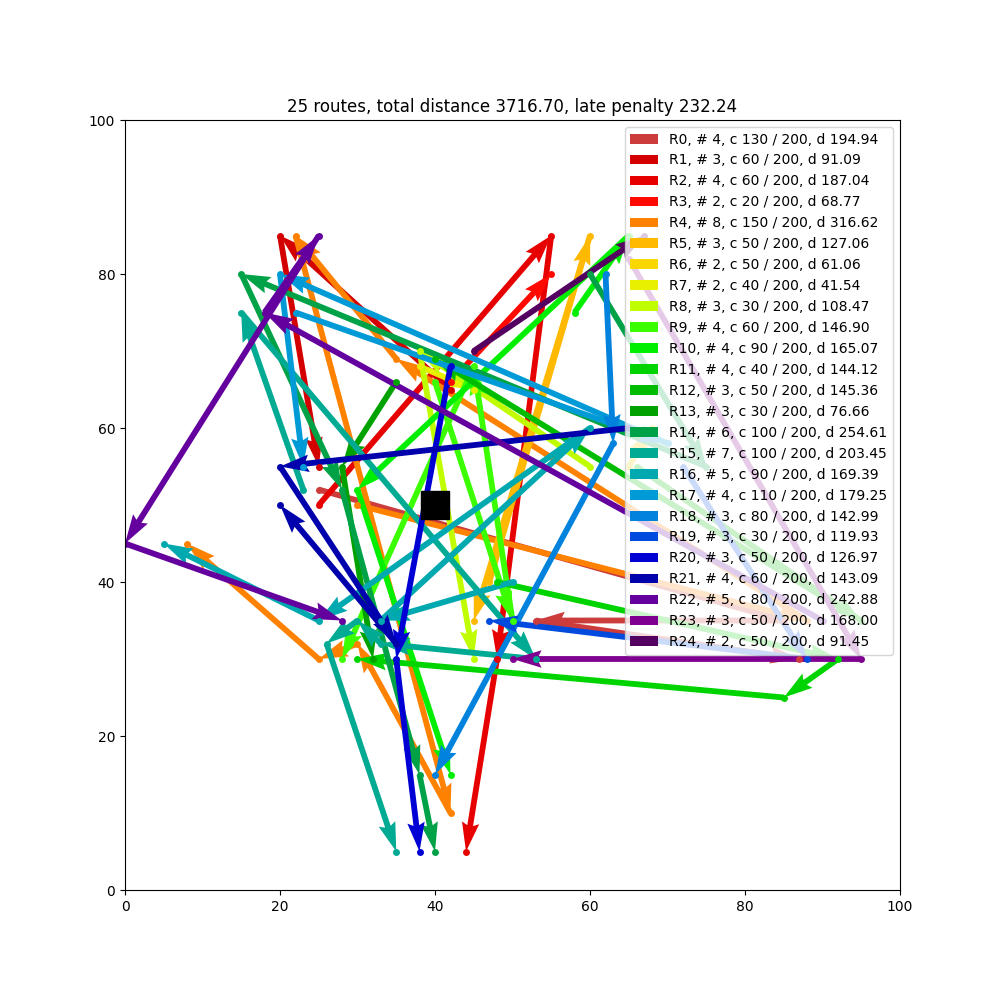 25 routes, total distance 3716.70, late penalty 232.24
100
80
60
40
20
0
0 20 40 60 80 100
R0, # 4, c 130 / 200, d 194.94
R1, # 3, c 60 / 200, d 91.09
R2, # 4, c 60 / 200, d 187.04
R3, # 2, c 20 / 200, d 68.77
R4, # 8, c 150 / 200, d 316.62
R5, # 3, c 50 / 200, d 127.06
R6, # 2, c 50 / 200, d 61.06
R7, # 2, c 40 / 200, d 41.54
R8, # 3, c 30 / 200, d 108.47
R9, # 4, c 60 / 200, d 146.90
R10, # 4, c 90 / 200, d 165.07
R11, # 4, c 40 / 200, d 144.12
R12, # 3, c 50 / 200, d 145.36
R13, # 3, c 30 / 200, d 76.66
R14, # 6, c 100 / 200, d 254.61
R15, # 7, c 100 / 200, d 203.45
R16, # 5, c 90 / 200, d 169.39
R17, # 4, c 110 / 200, d 179.25
R18, # 3, c 80 / 200, d 142.99
R19, # 3, c 30 / 200, d 119.93
R20, # 3, c 50 / 200, d 126.97
R21, # 4, c 60 / 200, d 143.09
R22, # 5, c 80 / 200, d 242.88
R23, # 3, c 50 / 200, d 168.00
R24, # 2, c 50 / 200, d 91.45